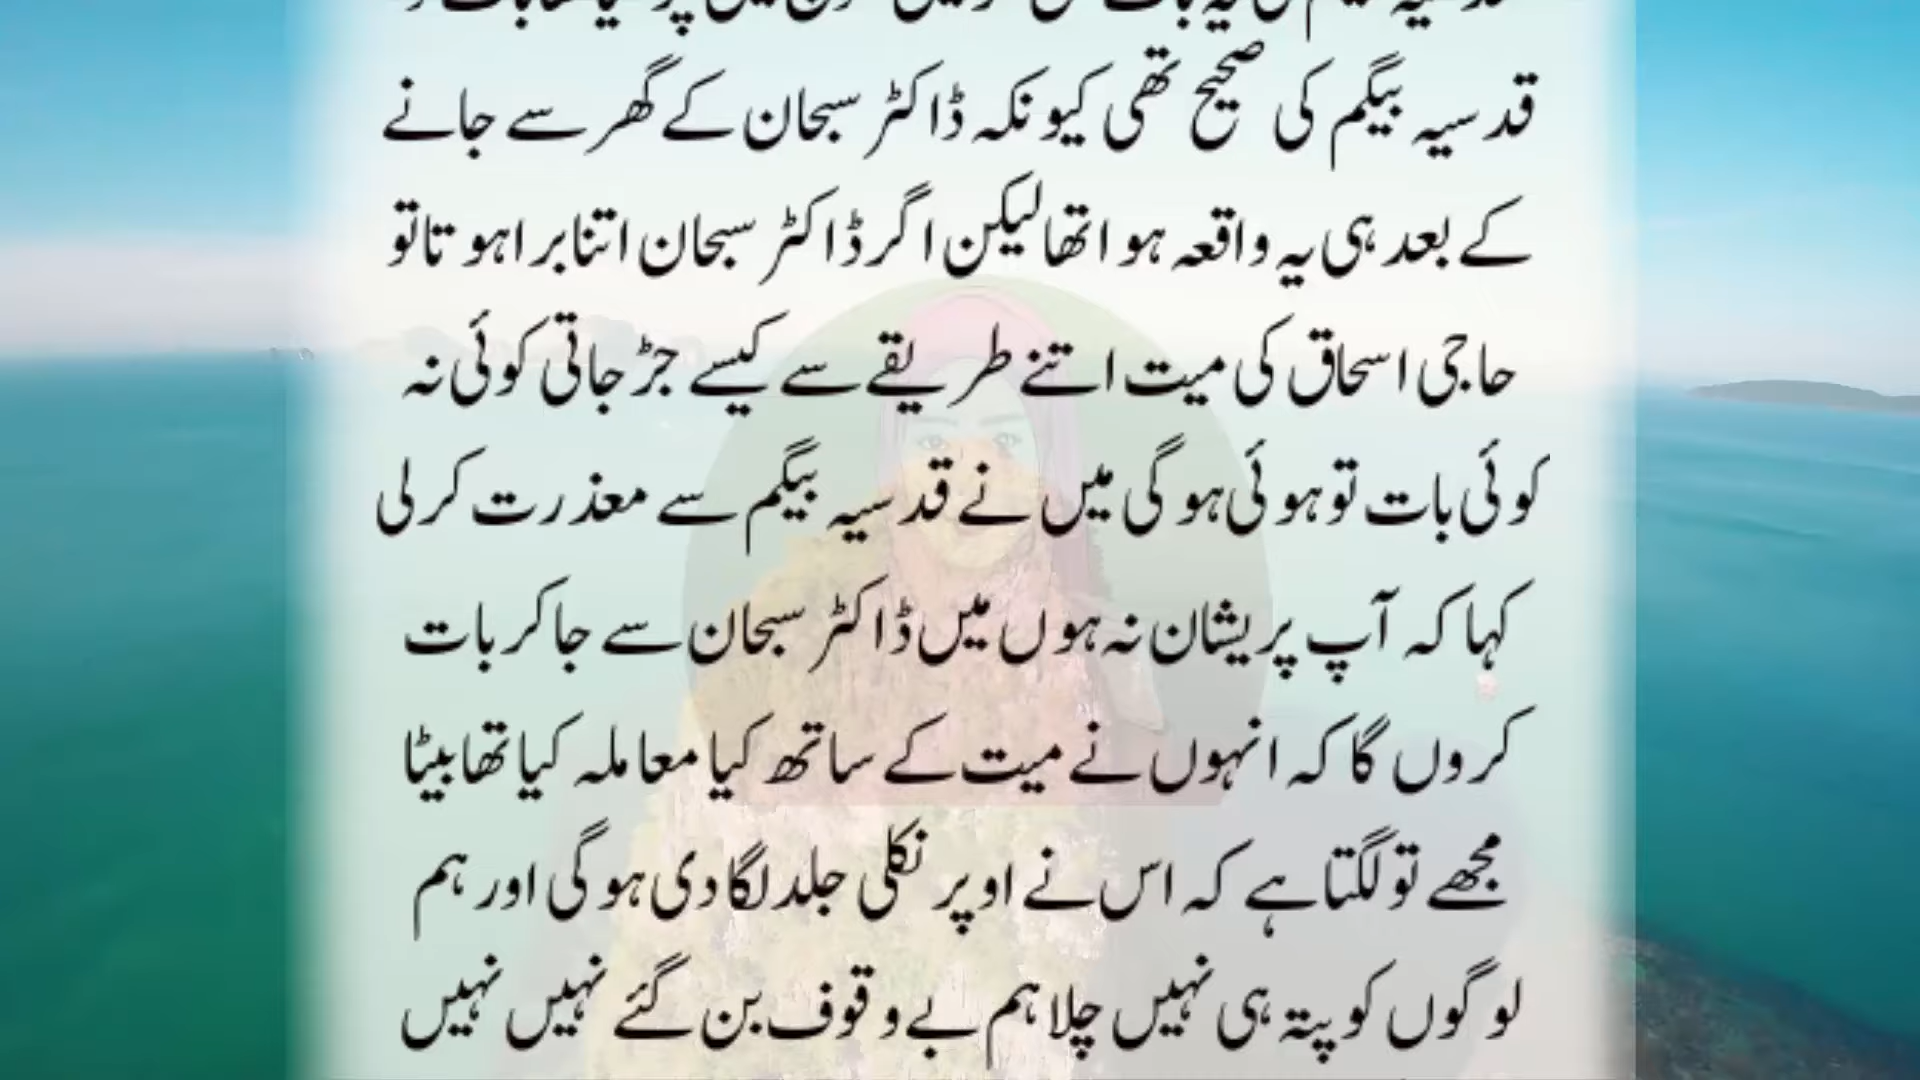 قدسیہ بیگم کی صحیح تھی کیونکہ ڈاکٹر سبحان کے گھر سے جانے
کے بعد ہی یہ واقعہ ہوا تھا لیکن اگر ڈاکٹر سبحان اتنا برا ہوتا تو
حاجی اسحاق کی میت اتنے طریقے سے کیسے جڑ جاتی کوئی نہ
کوئی بات تو ہوئی ہو گی میں نے قدسیہ بیگم سے معذرت کر لی
کہا کہ آپ پریشان نہ ہوں میں ڈاکٹر سبحان سے جا کر بات
کروں گا کہ انہوں نے میت کے ساتھ کیا معاملہ کیا تھا بیٹا
مجھے تو لگتا ہے کہ اس نے اوپر نکلی جلد لگا دی ہو گی اور ہم
لوگوں کو پتہ ہی نہیں چلا ہم بے وقوف بن گئے نہیں نہیں